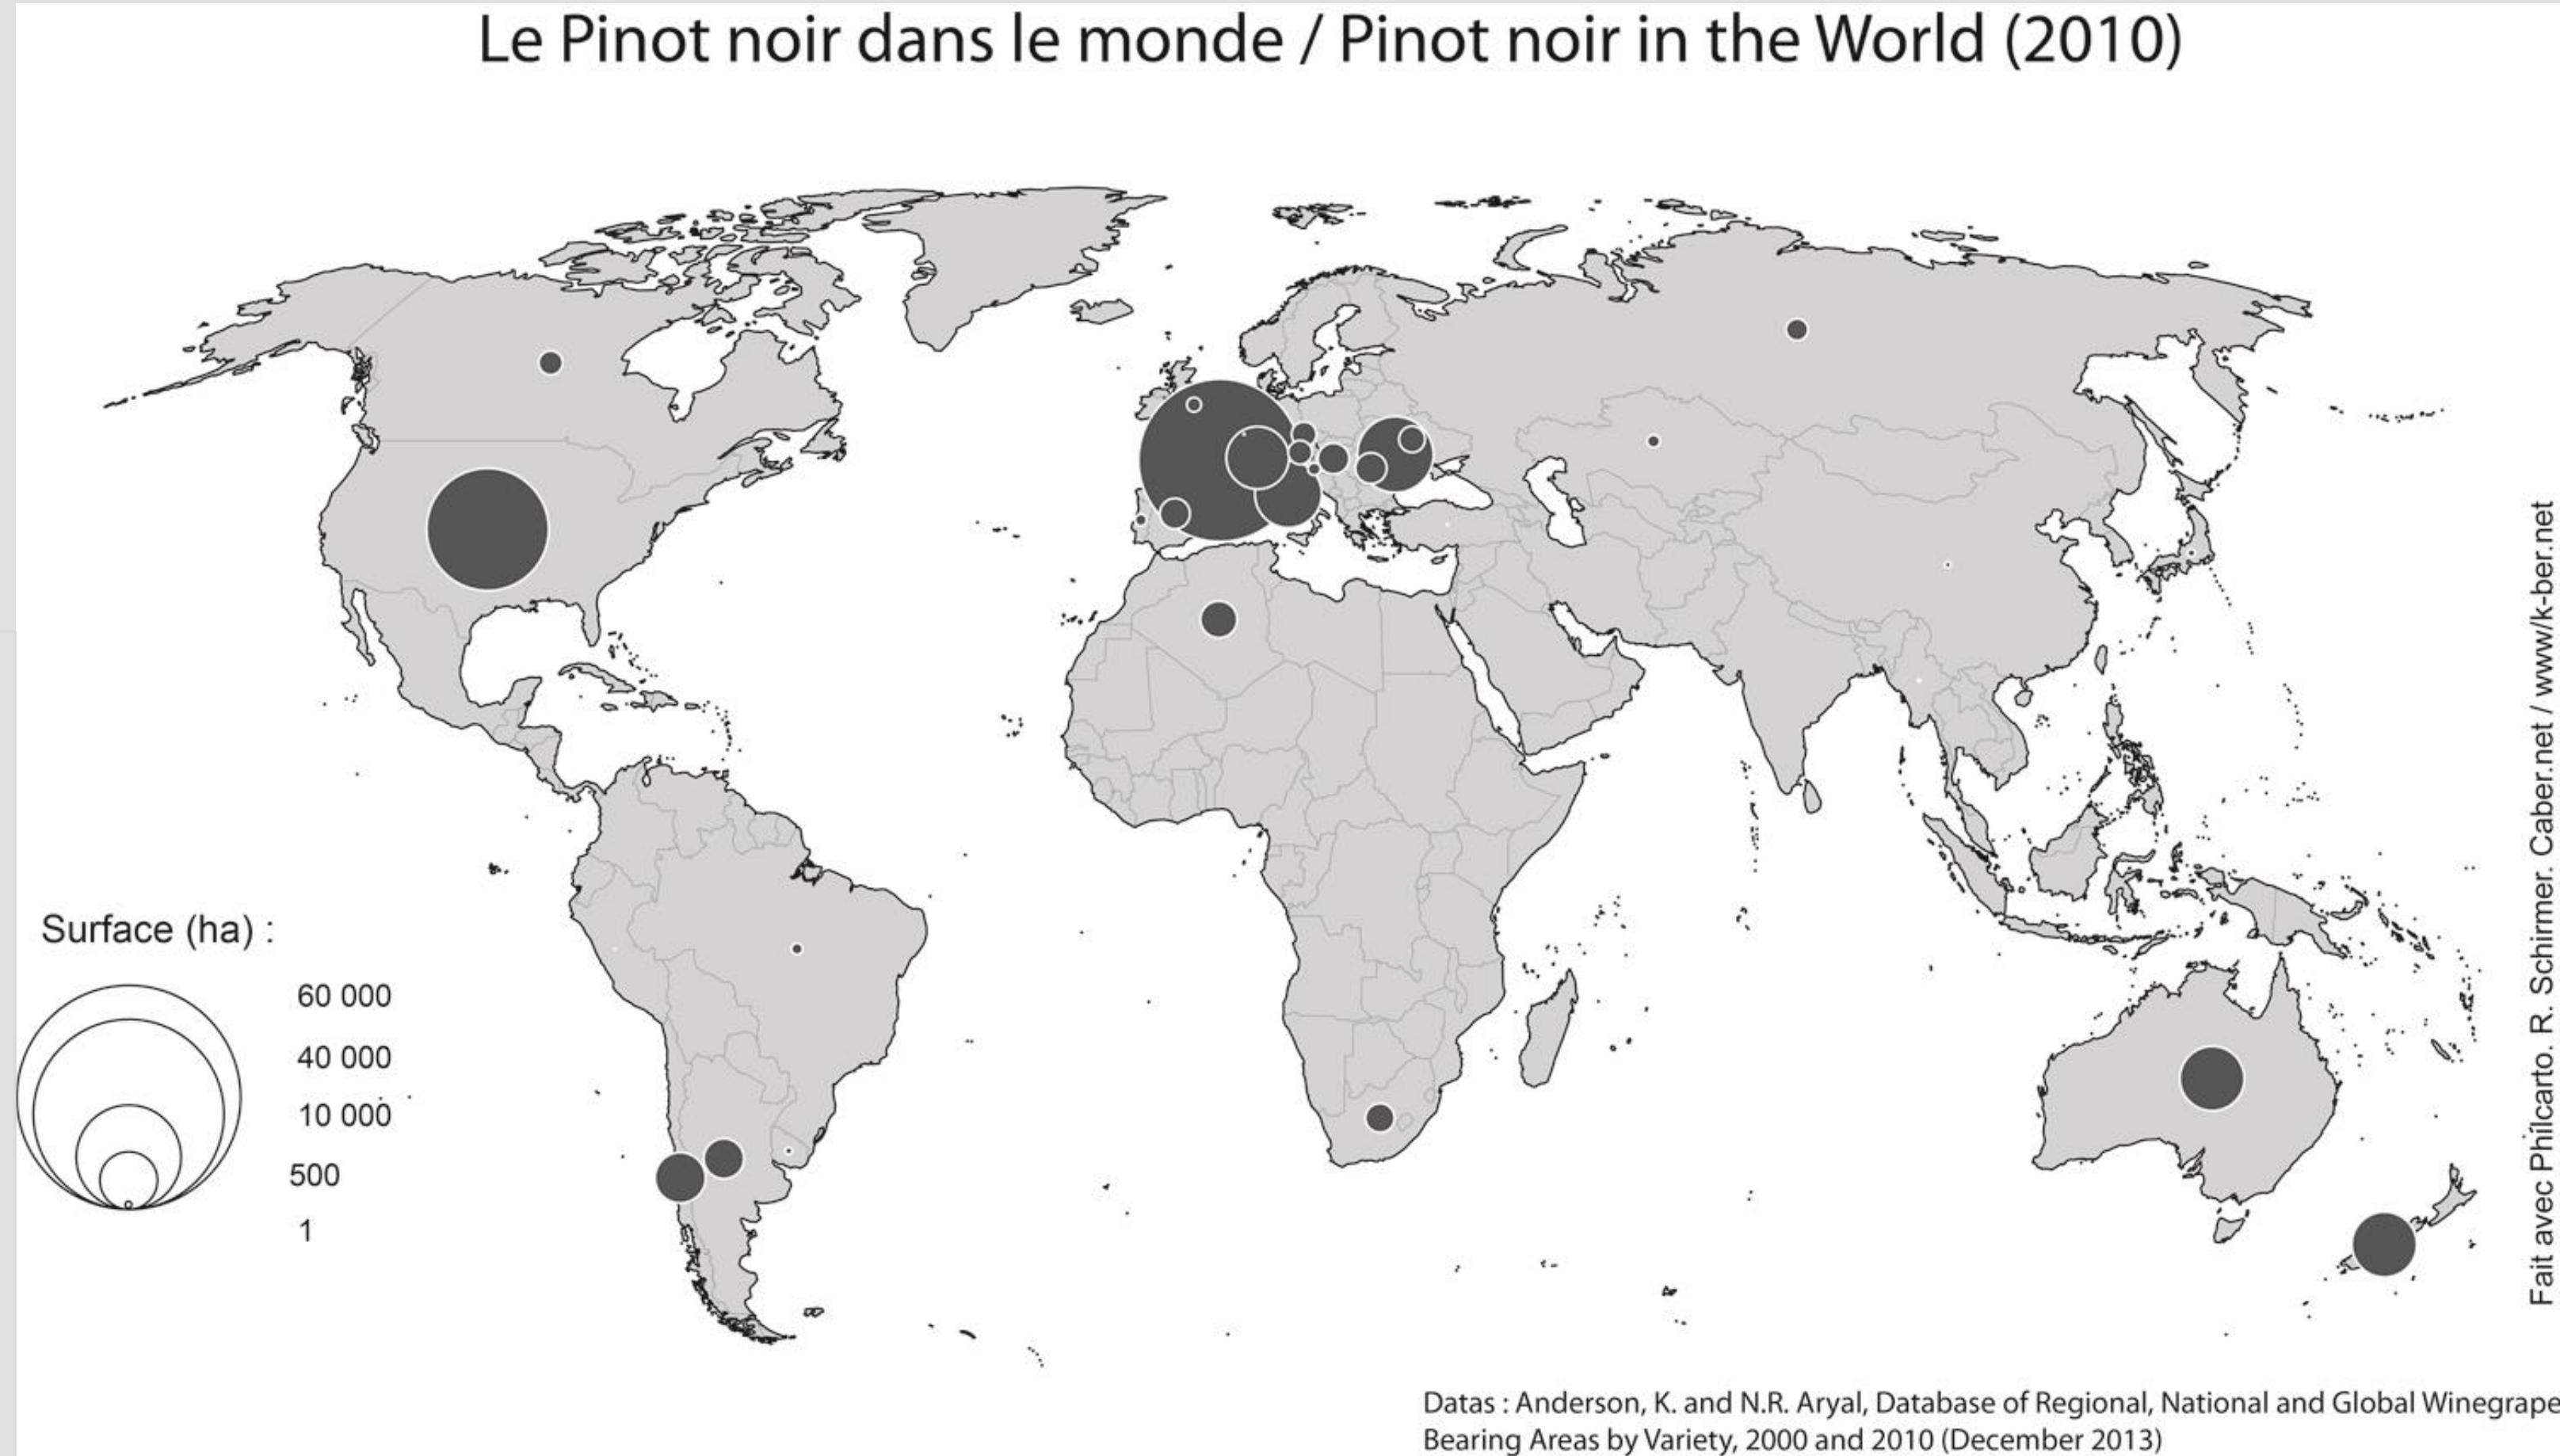 Le Pinot noir dans le monde / Pinot noir in the World (2010)
Surface (ha) :
60 000
40 000
10 000
500
1
Fait avec Philcarto. R. Schirmer. Caber.net / www/k-ber.net
Datas : Anderson, K. and N.R. Aryal, Database of Regional, National and Global Winegrape
Bearing Areas by Variety, 2000 and 2010 (December 2013)